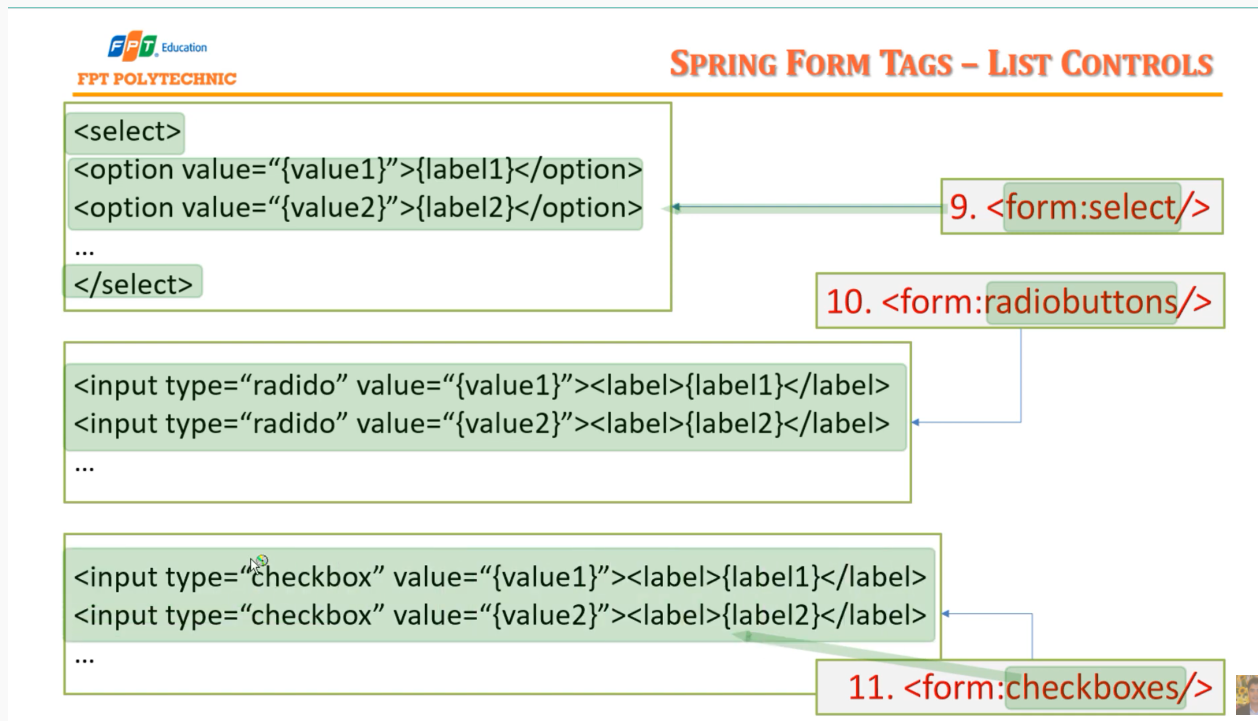 FPT Education
FPT POLYTECHNIC
SPRING FORM TAGS – LIST CONTROLS
<select>
<option value=“{value1}”>{label1}</option>
<option value=“{value2}”>{label2}</option>
...
</select>
9. <form:select/>
10. <form:radiobuttons/>
<input type=“radido” value=“{value1}”><label>{label1}</label>
<input type=“radido” value=“{value2}”><label>{label2}</label>
...
<input type=“checkbox” value=“{value1}”><label>{label1}</label>
<input type=“checkbox” value=“{value2}”><label>{label2}</label>
...
11. <form:checkboxes/>